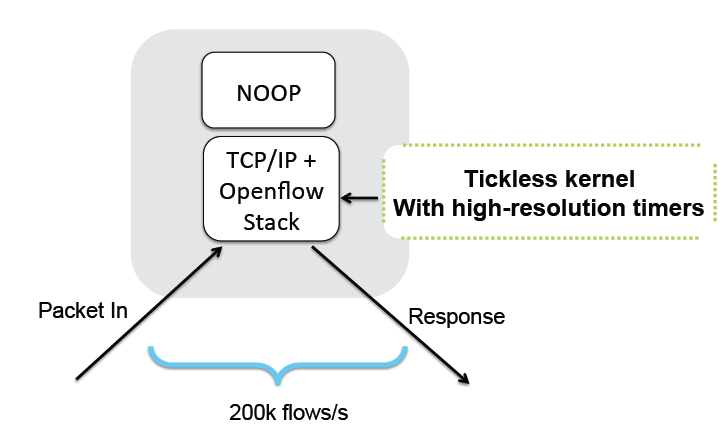 NOOP
TCP/IP +
Openflow
Stack
Tickless kernel
With high-resolution timers
Packet In
Response
200k flows/s